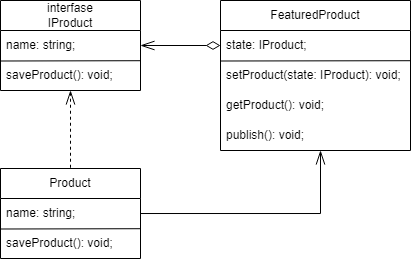 interfase
IProduct
name: string;
saveProduct(): void;
FeaturedProduct
state: IProduct;
setProduct(state: IProduct): void;
getProduct(): void;
publish(): void;
Product
name: string;
saveProduct(): void;